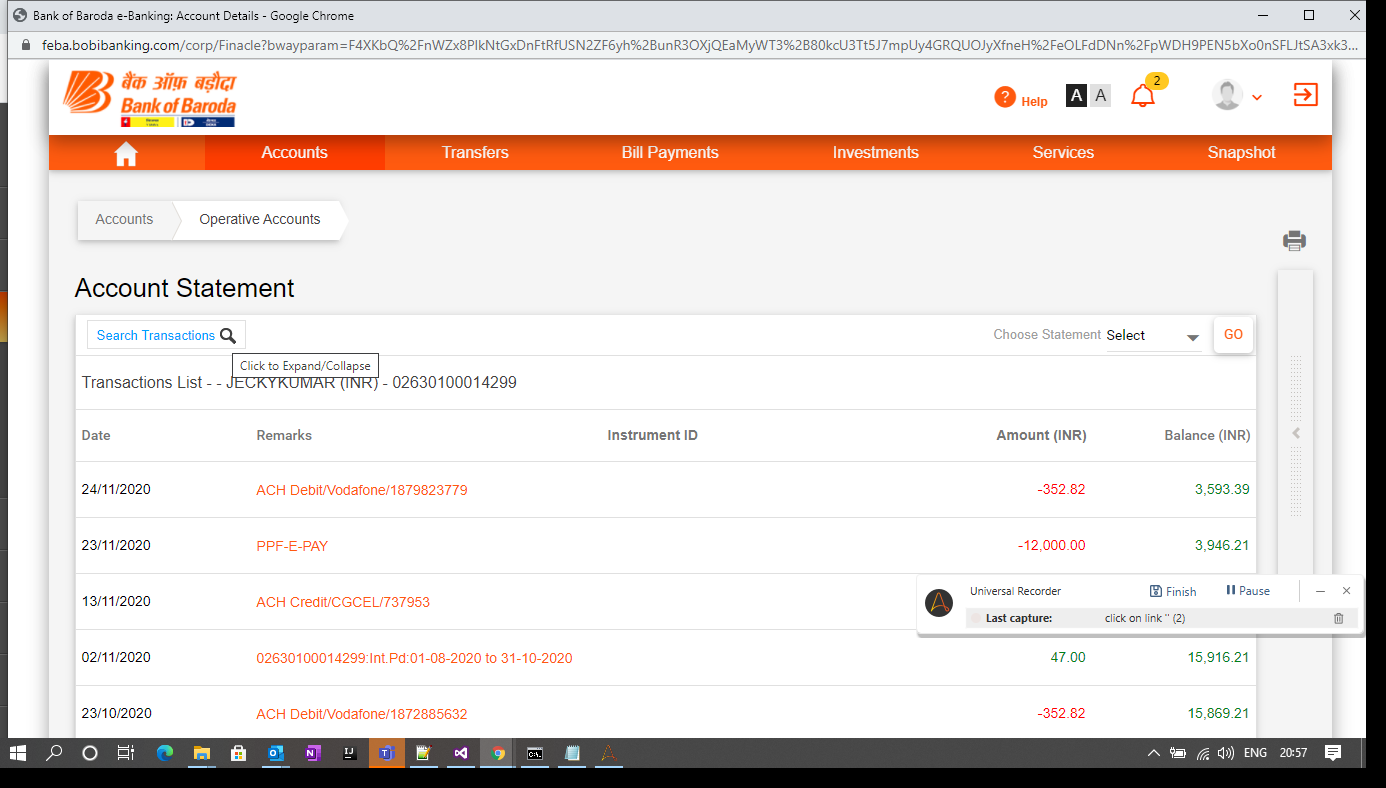 Bank of Baroda e-Banking: Account Details - Google Chrome
feba.bobibanking.com/corp/Finacle?bwayparam=F4XKbQ%2FnWZx8PlkNtGxDnFtRfUSN2ZF6yh%2BunR3OXjQEaMyWT3%2B80kcU3Tt5J7mpUy4GRQUOJyXfneH%2FeOLFdDNn%2FpWDH9PEN5bXo0nSFLJtSA3xk3...
बैंक ऑफ़ बड़ौदा
Bank of Baroda
? Help A A 2
Accounts Transfers Bill Payments Investments Services Snapshot
Accounts Operative Accounts
Account Statement
Search Transactions Choose Statement Select GO
Click to Expand/Collapse
Transactions List - - JECKYKUMAR (INR) - 02630100014299
Date Remarks Instrument ID Amount (INR) Balance (INR)
24/11/2020 ACH Debit/Vodafone/1879823779 -352.82 3,593.39
23/11/2020 PPF-E-PAY -12,000.00 3,946.21
13/11/2020 ACH Credit/CGCEL/737953
Universal Recorder Finish Pause
Last capture: click on link '' (2)
02/11/2020 02630100014299:Int.Pd:01-08-2020 to 31-10-2020 47.00 15,916.21
23/10/2020 ACH Debit/Vodafone/1872885632 -352.82 15,869.21
ENG 20:57